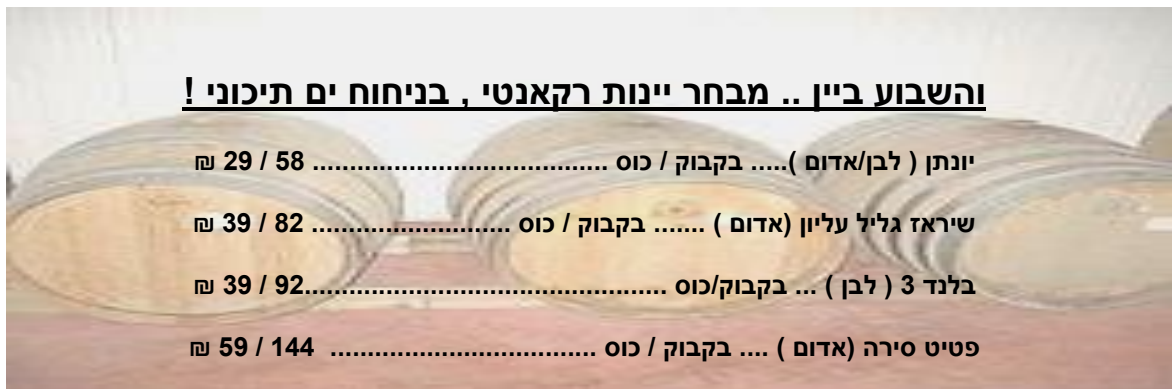 והשבוע ביין .. מבחר יינות רקאנטי , בניחוח ים תיכוני !
יונתן ( לבן/אדום )..... בקבוק / כוס ........................................ 58 / 29 ₪
שיראז גליל עליון (אדום ) ....... בקבוק / כוס ........................... 82 / 39 ₪
בלנד 3 ( לבן ) ... בקבוק/כוס .................................................92 / 39 ₪
פטיט סירה (אדום ) .... בקבוק / כוס .................................... 144 / 59 ₪